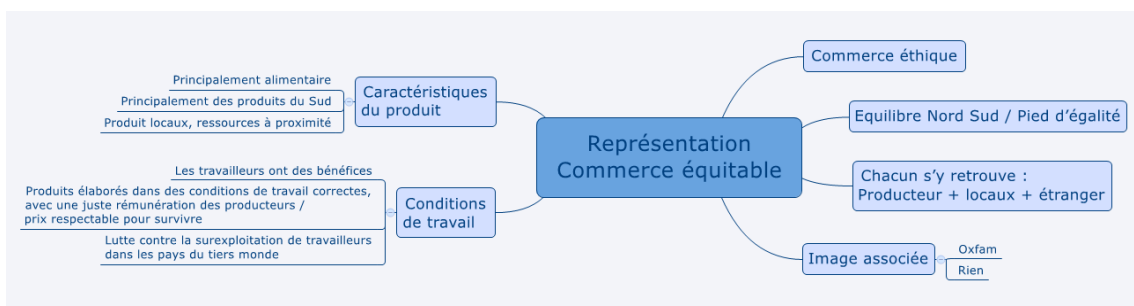 Représentation
Commerce équitable
Caractéristiques
du produit
Principalement alimentaire
Principalement des produits du Sud
Produit locaux, ressources à proximité
Conditions
de travail
Les travailleurs ont des bénéfices
Produits élaborés dans des conditions de travail correctes,
avec une juste rémunération des producteurs /
prix respectable pour survivre
Lutte contre la surexploitation de travailleurs
dans les pays du tiers monde
Commerce éthique
Equilibre Nord Sud / Pied d’égalité
Chacun s’y retrouve :
Producteur + locaux + étranger
Image associée
Oxfam
Rien